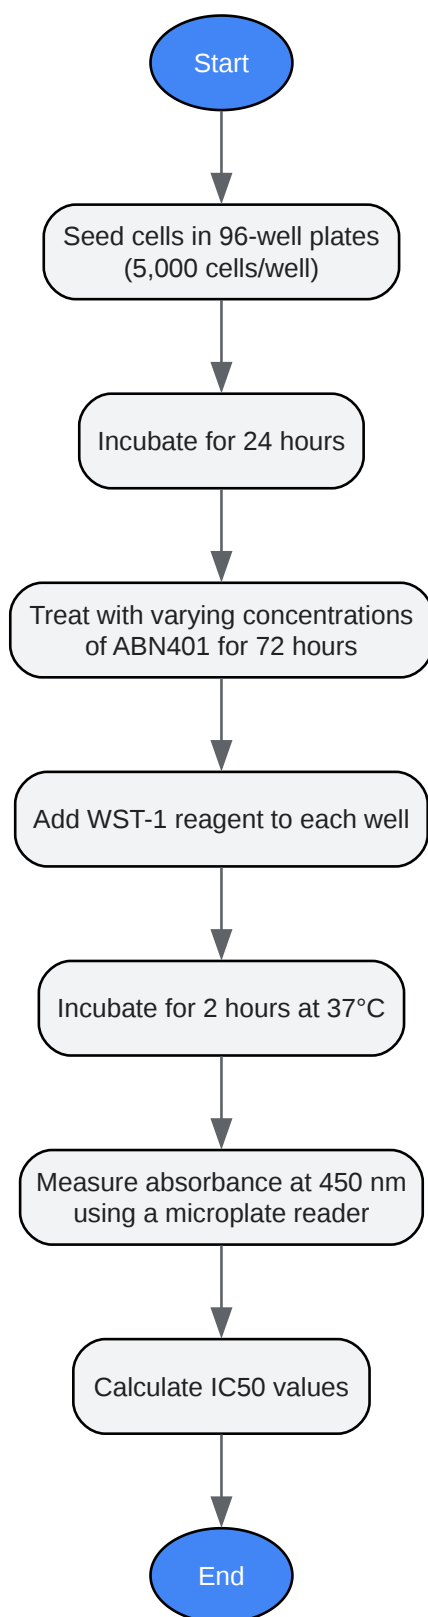 Start
Seed cells in 96-well plates
(5,000 cells/well)
Incubate for 24 hours
Treat with varying concentrations
of ABN401 for 72 hours
Add WST-1 reagent to each well
Incubate for 2 hours at 37°C
Measure absorbance at 450 nm
using a microplate reader
Calculate IC50 values
End